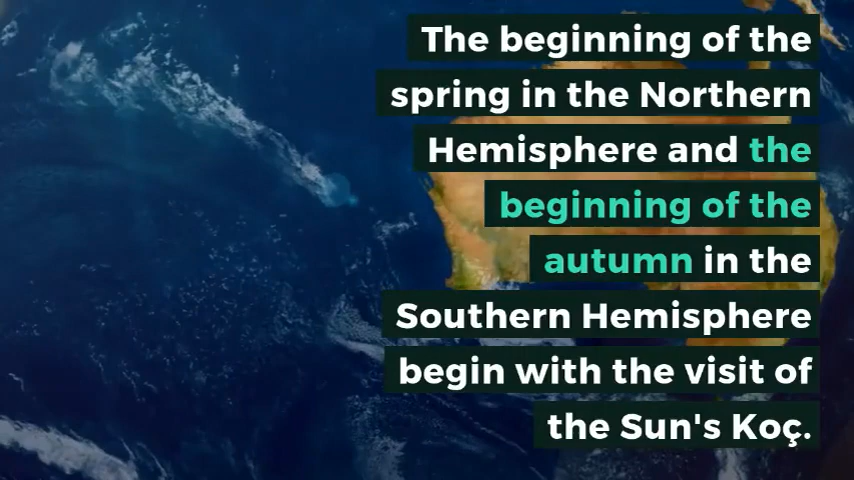 The beginning of the
spring in the Northern
Hemisphere and the
beginning of the
autumn in the
Southern Hemisphere
begin with the visit of
the Sun's Koç.